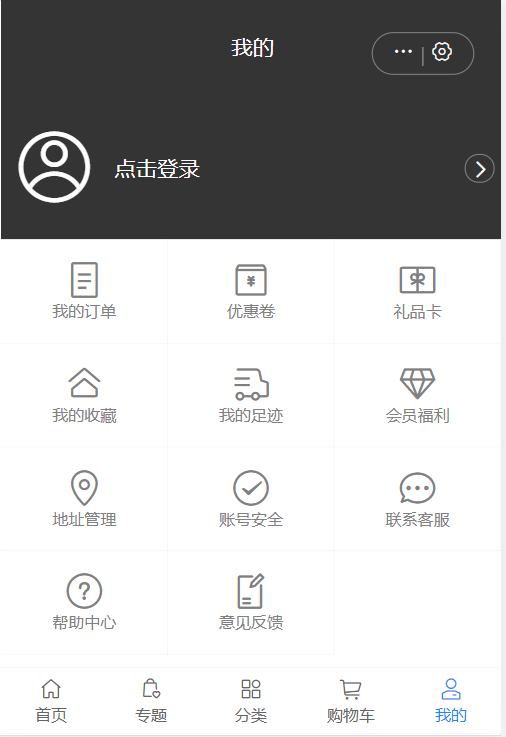 我的
点击登录
我的订单
优惠卷
礼品卡
我的收藏
我的足迹
会员福利
地址管理
账号安全
联系客服
帮助中心
意见反馈
首页
专题
分类
购物车
我的